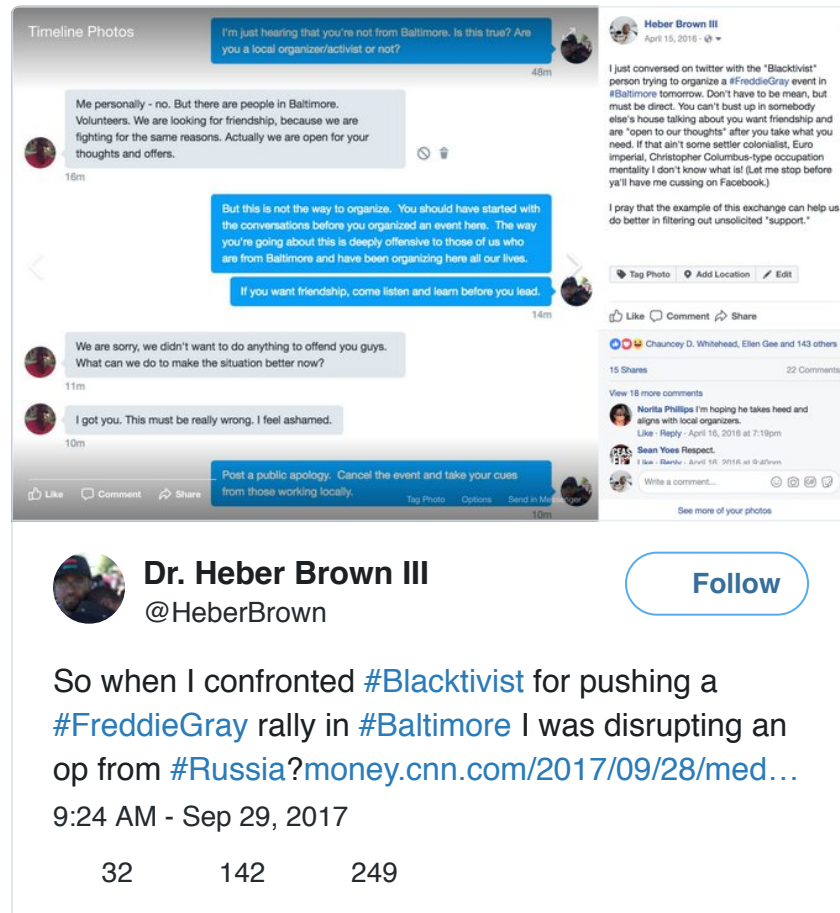 Timeline Photos
I'm just hearing that you're not from Baltimore. Is this true? Are
you a local organizer/activist or not?
48m
Me personally - no. But there are people in Baltimore.
Volunteers. We are looking for friendship, because we are
fighting for the same reasons. Actually we are open for your
thoughts and offers.
16m
But this is not the way to organize. You should have started with
the conversations before you organized an event here. The way
you're going about this is deeply offensive to those of us who
are from Baltimore and have been organizing here all our lives.
If you want friendship, come listen and learn before you lead.
14m
We are sorry, we didn't want to do anything to offend you guys.
What can we do to make the situation better now?
11m
I got you. This must be really wrong. I feel ashamed.
10m
Post a public apology. Cancel the event and take your cues
from those working locally.
Like Comment Share
Tag Photo Options Send in Messenger
10m
Heber Brown III
April 15, 2016 ·
I just conversed on twitter with the "Blacktivist"
person trying to organize a #FreddieGray event in
#Baltimore tomorrow. Don't have to be mean, but
must be direct. You can't bust up in somebody
else's house talking about you want friendship and
are "open to our thoughts" after you take what you
need. If that ain't some settler colonialist, Euro
imperial, Christopher Columbus-type occupation
mentality I don't know what is! (Let me stop before
ya'll have me cussing on Facebook.)
I pray that the example of this exchange can help us
do better in filtering out unsolicited "support."
Tag Photo Add Location Edit
Like Comment Share
Chauncey D. Whitehead, Ellen Gee and 143 others
15 Shares 22 Comments
View 18 more comments
Norita Phillips I'm hoping he takes heed and
aligns with local organizers.
Like · Reply · April 16, 2016 at 7:19pm
Sean Yoes Respect.
Like · Reply · April 16, 2016 at 9:40pm
Write a comment...
See more of your photos
Dr. Heber Brown III
@HeberBrown
Follow
So when I confronted #Blacktivist for pushing a
#FreddieGray rally in #Baltimore I was disrupting an
op from #Russia?money.cnn.com/2017/09/28/med…
9:24 AM - Sep 29, 2017
32 142 249